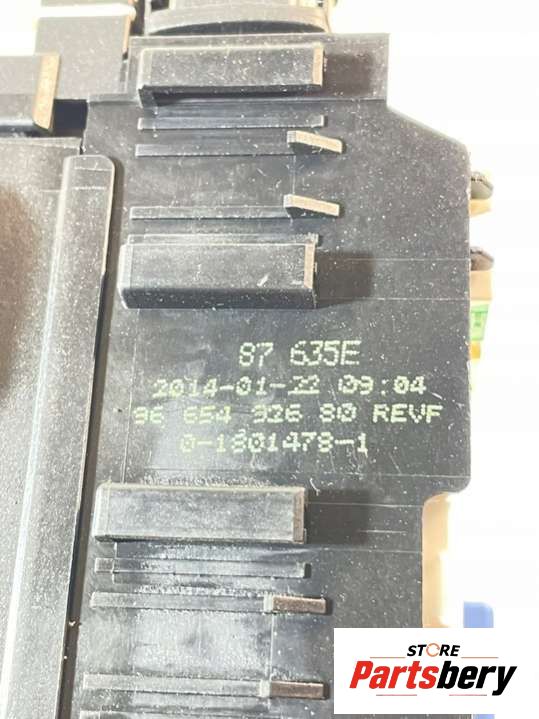 87 635E
2014-01-22 09:04
96 654 926 80 REVF
0-1801478-1
STORE
Partsbery